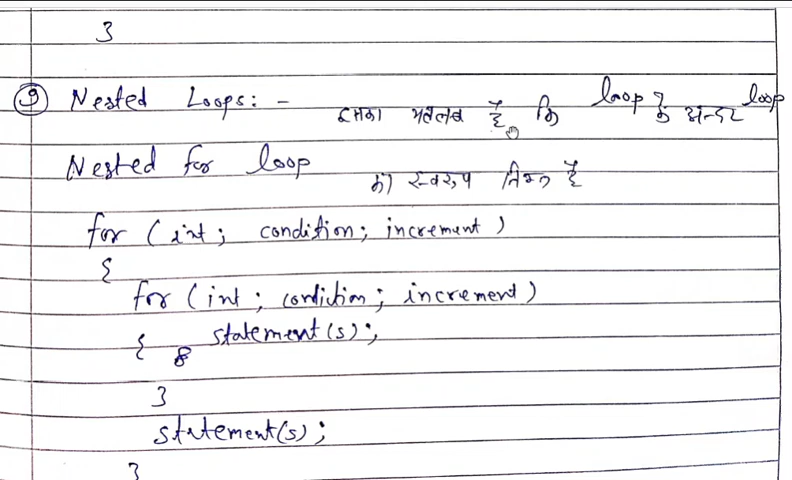 }
⑨ Nested Loops: - इसका मतलब है कि loop के अन्दर loop
Nested for loop का स्वरूप निम्न है
for ( int ; condition ; increment )
{
for ( int ; condition ; increment )
{ statement(s) ;
}
statement(s) ;
}